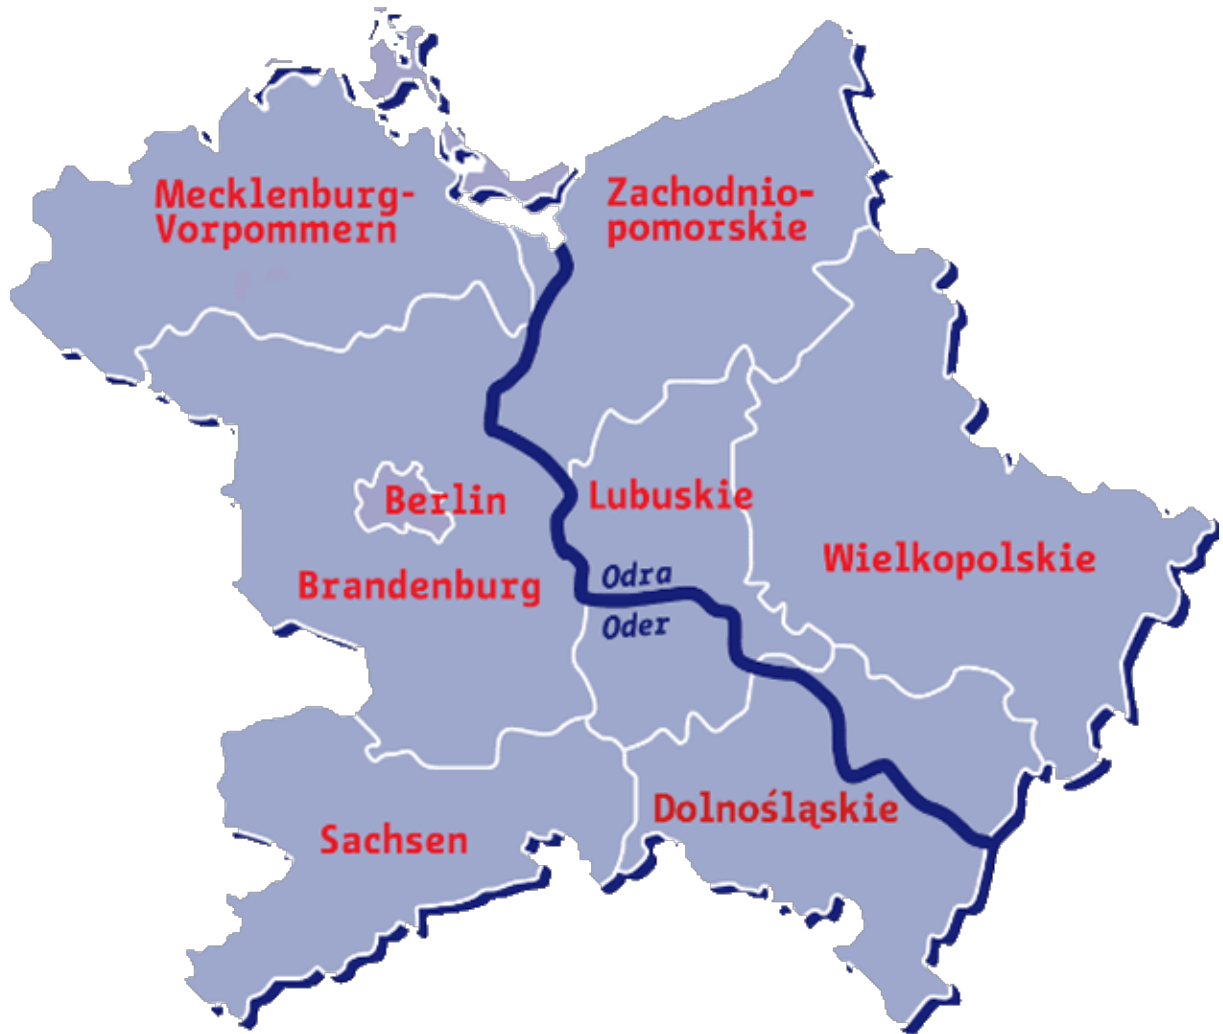 Mecklenburg-
Vorpommern
Zachodnio-
pomorskie
Berlin
Lubuskie
Wielkopolskie
Brandenburg
Odra
Oder
Dolnośląskie
Sachsen